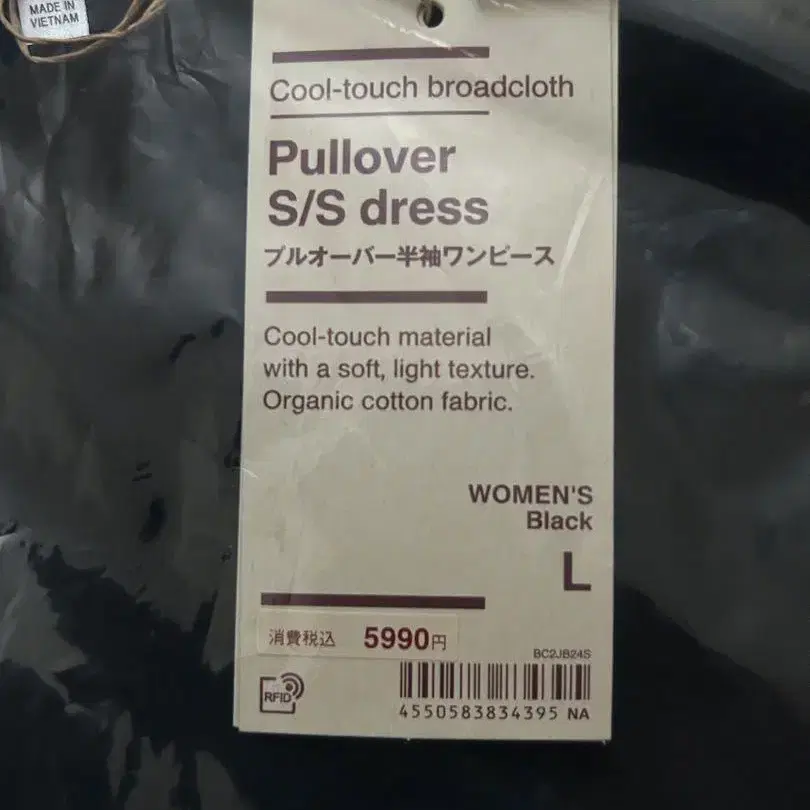 MADE IN
VIETNAM
Cool-touch broadcloth
Pullover
S/S dress
プルオーバー半袖ワンピース
Cool-touch material
with a soft, light texture.
Organic cotton fabric.
WOMEN'S
Black
L
消費税込 5990円
BC2JB24S
RFID
4550583834395 NA